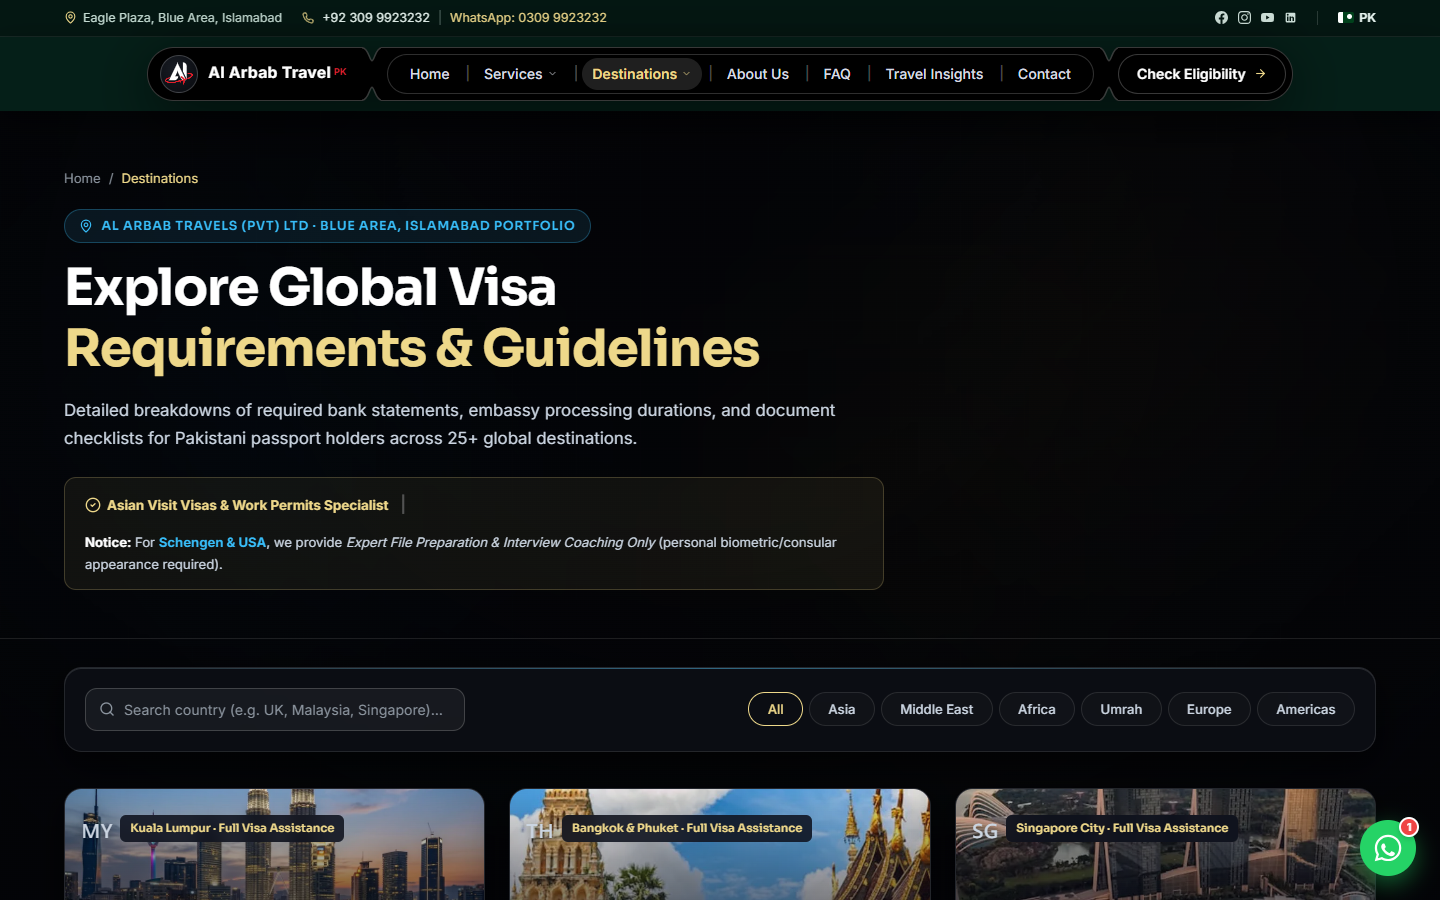 Eagle Plaza, Blue Area, Islamabad
+92 309 9923232
WhatsApp: 0309 9923232
PK
Al Arbab Travel PK
Home
Services
Destinations
About Us
FAQ
Travel Insights
Contact
Check Eligibility
Home / Destinations
AL ARBAB TRAVELS (PVT) LTD · BLUE AREA, ISLAMABAD PORTFOLIO
Explore Global Visa
Requirements & Guidelines
Detailed breakdowns of required bank statements, embassy processing durations, and document
checklists for Pakistani passport holders across 25+ global destinations.
Asian Visit Visas & Work Permits Specialist
Notice: For Schengen & USA, we provide Expert File Preparation & Interview Coaching Only (personal biometric/consular
appearance required).
Search country (e.g. UK, Malaysia, Singapore)...
All
Asia
Middle East
Africa
Umrah
Europe
Americas
MY
Kuala Lumpur · Full Visa Assistance
TH
Bangkok & Phuket · Full Visa Assistance
SG
Singapore City · Full Visa Assistance
1